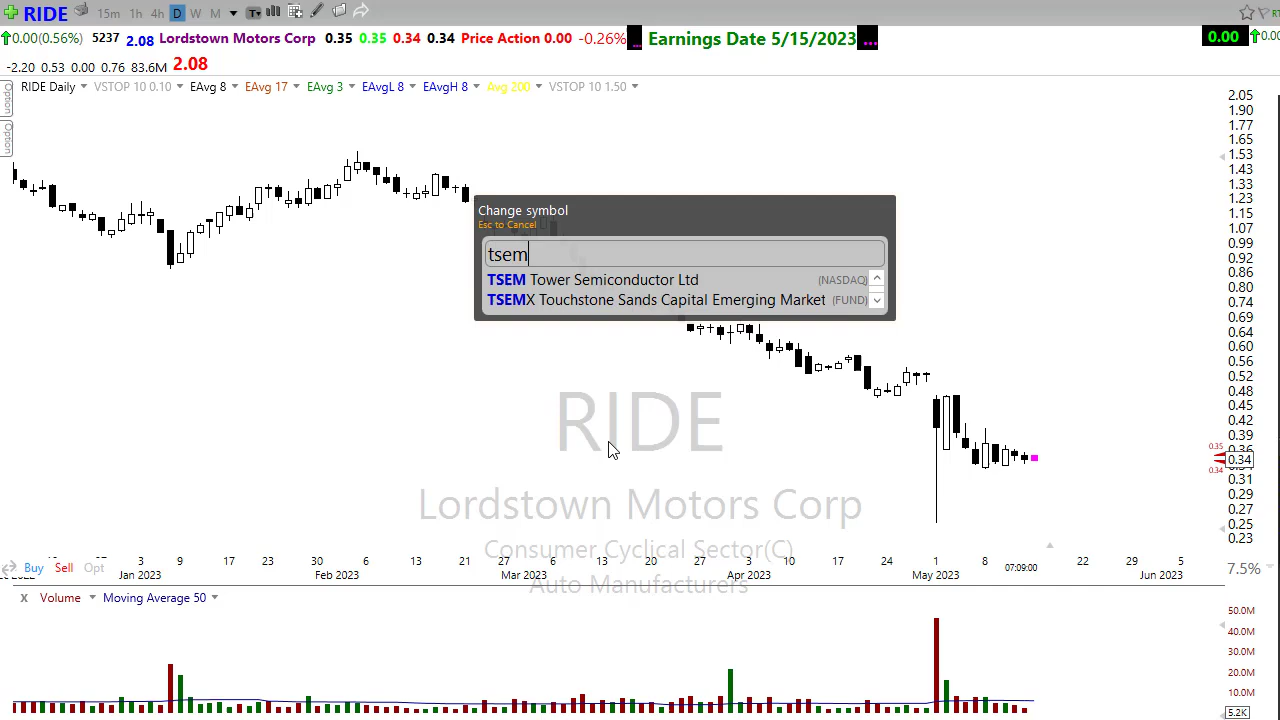 RIDE 15m 1h 4h D W M
0.00(0.56%) 5237 2.08 Lordstown Motors Corp 0.35 0.35 0.34 0.34 Price Action 0.00 -0.26% ... Earnings Date 5/15/2023 ... 0.00
-2.20 0.53 0.00 0.76 83.6M 2.08
RIDE Daily VSTOP 10 0.10 EAvg 8 EAvg 17 EAvg 3 EAvgL 8 EAvgH 8 Avg 200 VSTOP 10 1.50
Option
Option
2.05
1.90
1.77
1.65
1.53
1.43
1.33
1.23
1.15
1.07
0.99
0.92
0.86
0.80
0.74
0.69
0.64
0.60
0.56
0.52
0.48
0.45
0.42
0.39
0.36
0.35
0.34
0.34
0.31
0.29
0.27
0.25
0.23
Change symbol
Esc to Cancel
tsem
TSEM Tower Semiconductor Ltd (NASDAQ)
TSEMX Touchstone Sands Capital Emerging Market (FUND)
RIDE
Lordstown Motors Corp
Consumer Cyclical Sector(C)
Auto Manufacturers
Buy Sell Opt
3 9 17 23 30 6 13 21 27 6 13 20 27 3 10 17 24 1 8 07:09:00 22 29 5
Jan 2023 Feb 2023 Mar 2023 Apr 2023 May 2023 Jun 2023
7.5%
X Volume Moving Average 50
50.0M
40.0M
30.0M
20.0M
10.0M
5.2K